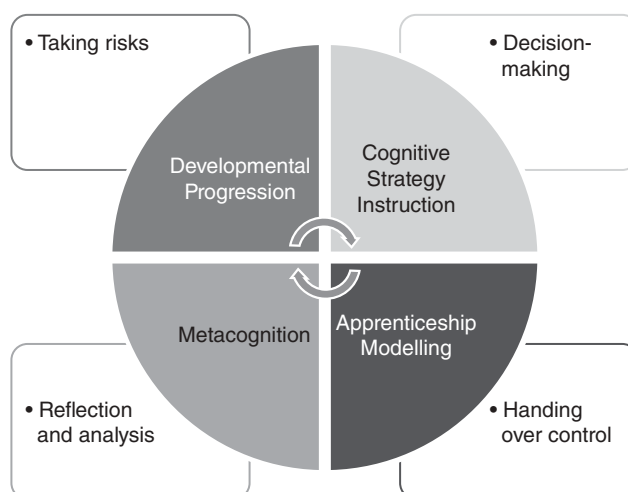 • Taking risks
• Decision-
making
Developmental
Progression
Cognitive
Strategy
Instruction
Metacognition
Apprenticeship
Modelling
• Reflection
and analysis
• Handing
over control